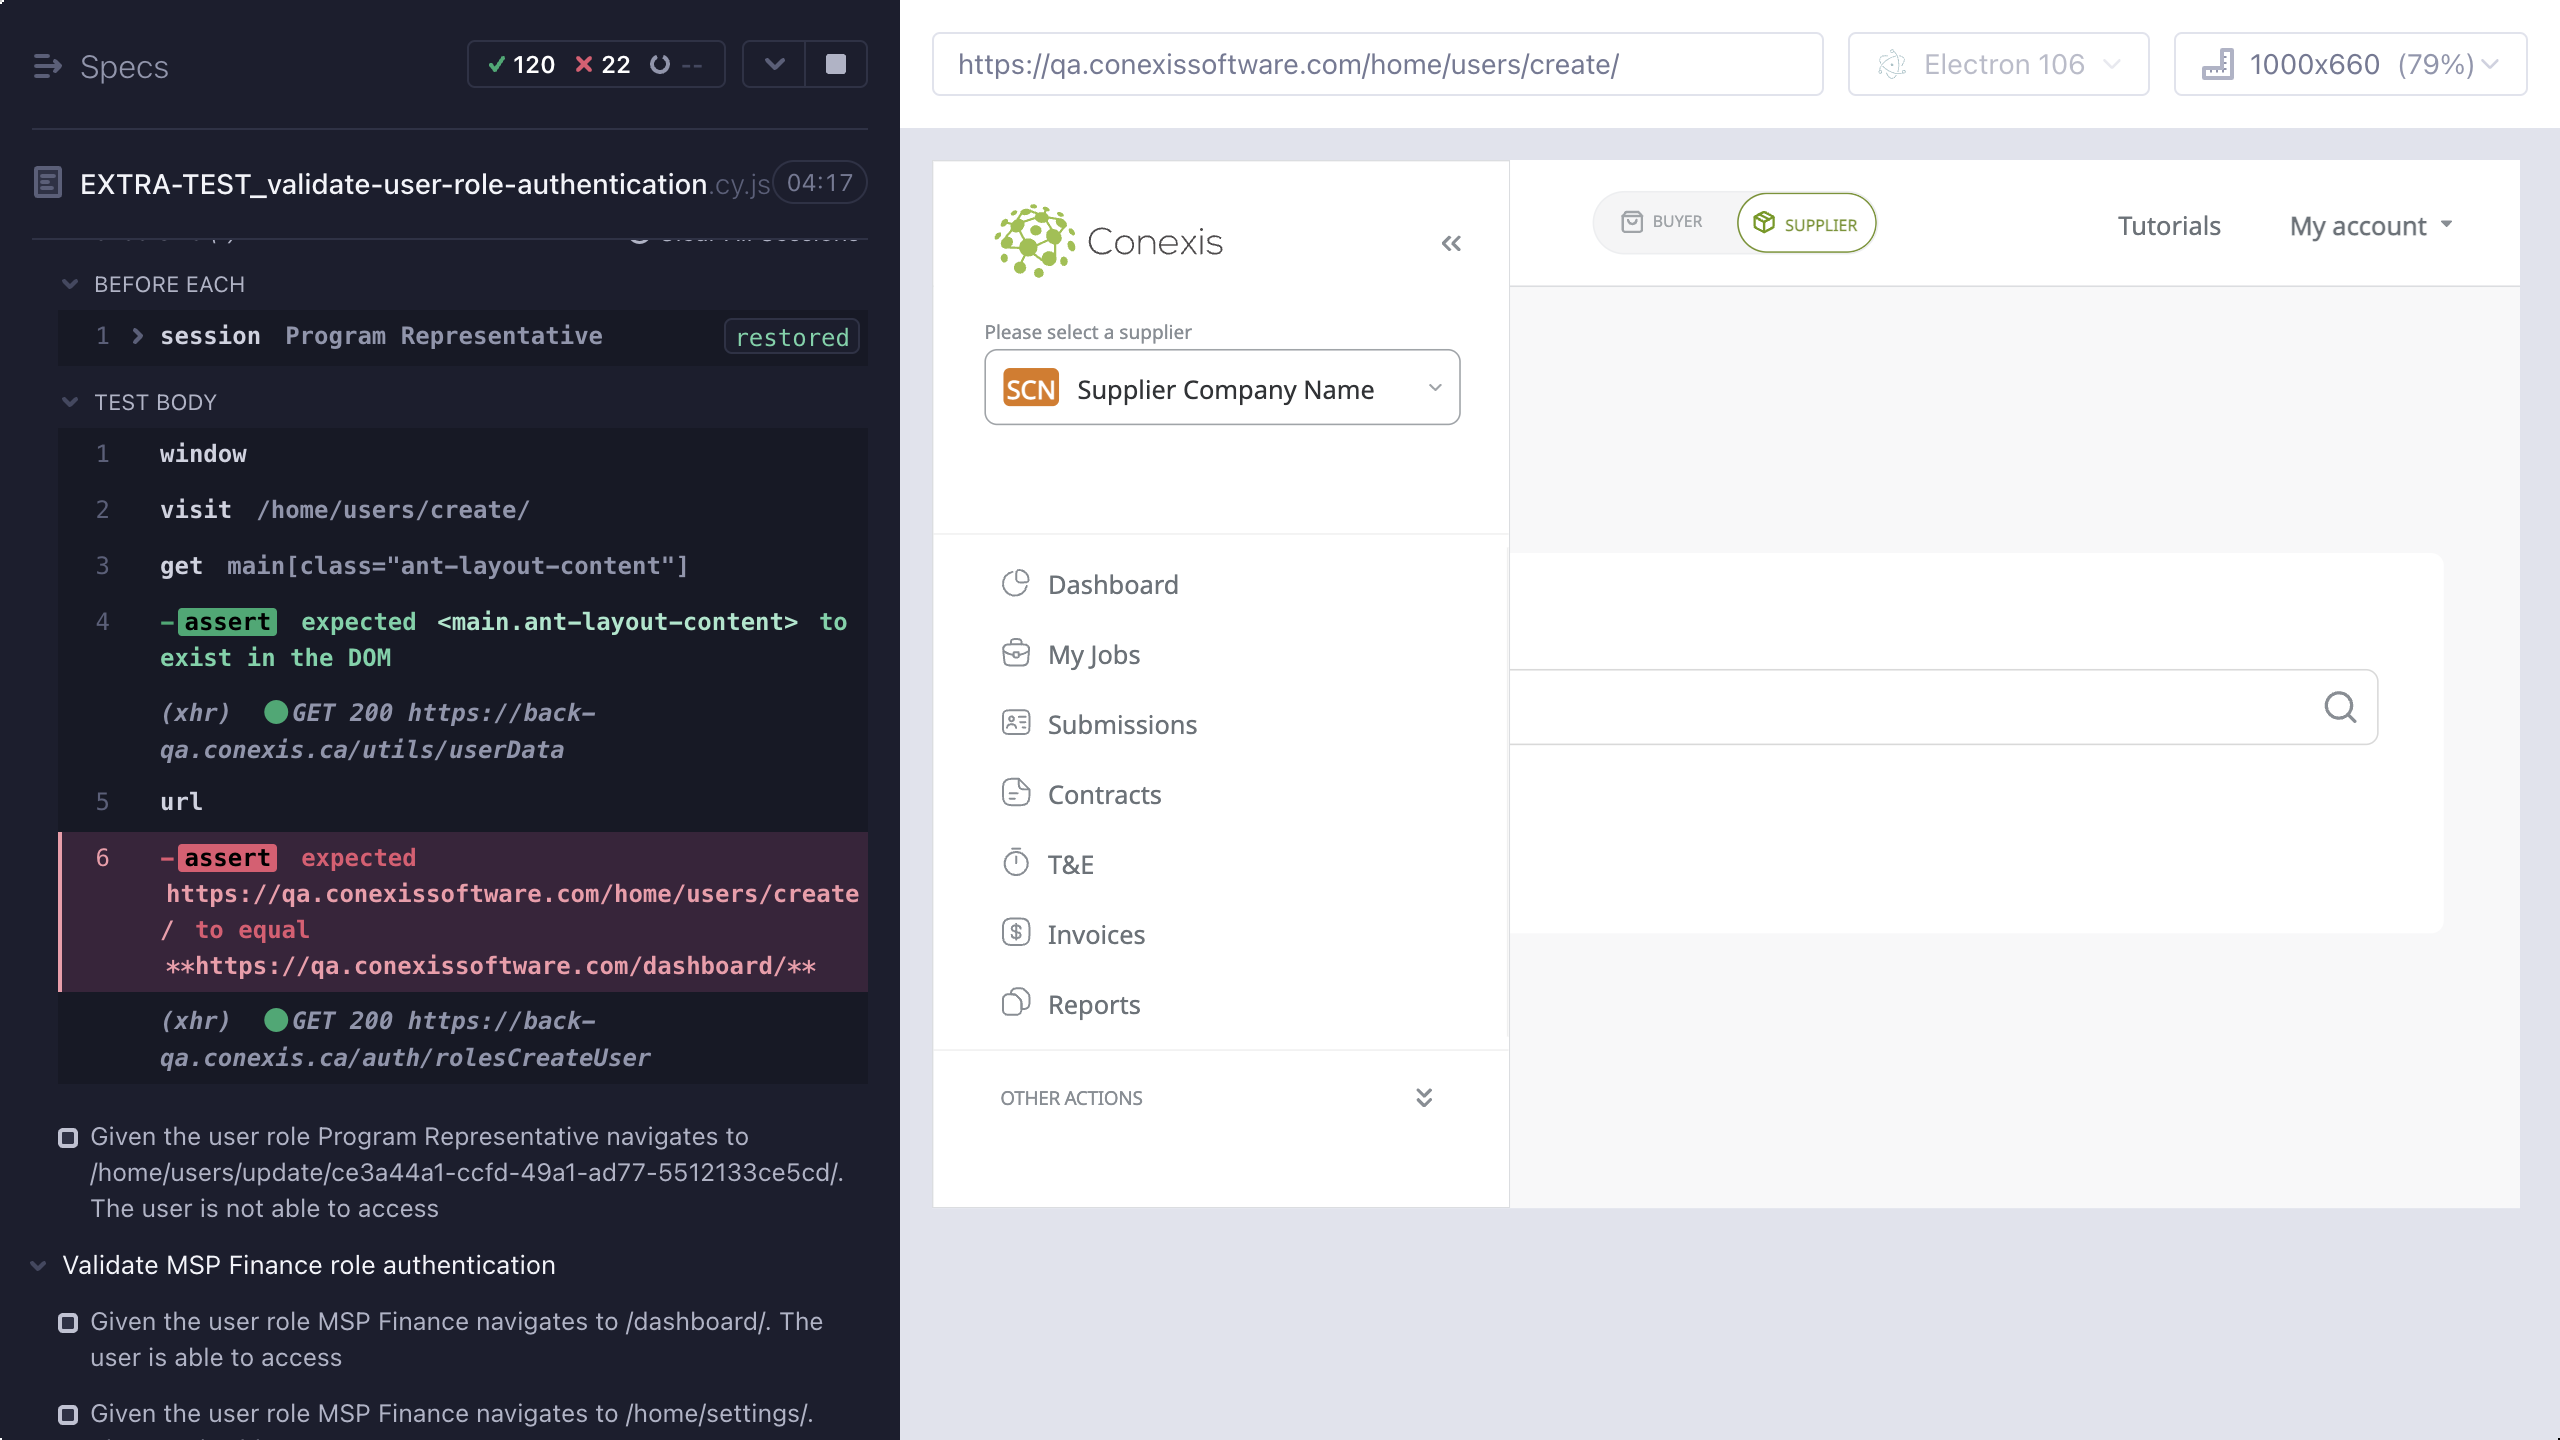 Specs
120 22 --
EXTRA-TEST_validate-user-role-authentication.cy.js 04:17
BEFORE EACH
1 session Program Representative restored
TEST BODY
1 window
2 visit /home/users/create/
3 get main[class="ant-layout-content"]
4 -assert expected <main.ant-layout-content> to
exist in the DOM
(xhr) GET 200 https://back-
qa.conexis.ca/utils/userData
5 url
6 -assert expected
https://qa.conexissoftware.com/home/users/create
/ to equal
**https://qa.conexissoftware.com/dashboard/**
(xhr) GET 200 https://back-
qa.conexis.ca/auth/rolesCreateUser
Given the user role Program Representative navigates to
/home/users/update/ce3a44a1-ccfd-49a1-ad77-5512133ce5cd/.
The user is not able to access
Validate MSP Finance role authentication
Given the user role MSP Finance navigates to /dashboard/. The
user is able to access
Given the user role MSP Finance navigates to /home/settings/.
https://qa.conexissoftware.com/home/users/create/
Electron 106
1000x660 (79%)
Conexis
BUYER
SUPPLIER
Tutorials
My account
Please select a supplier
SCN Supplier Company Name
Dashboard
My Jobs
Submissions
Contracts
T&E
Invoices
Reports
OTHER ACTIONS